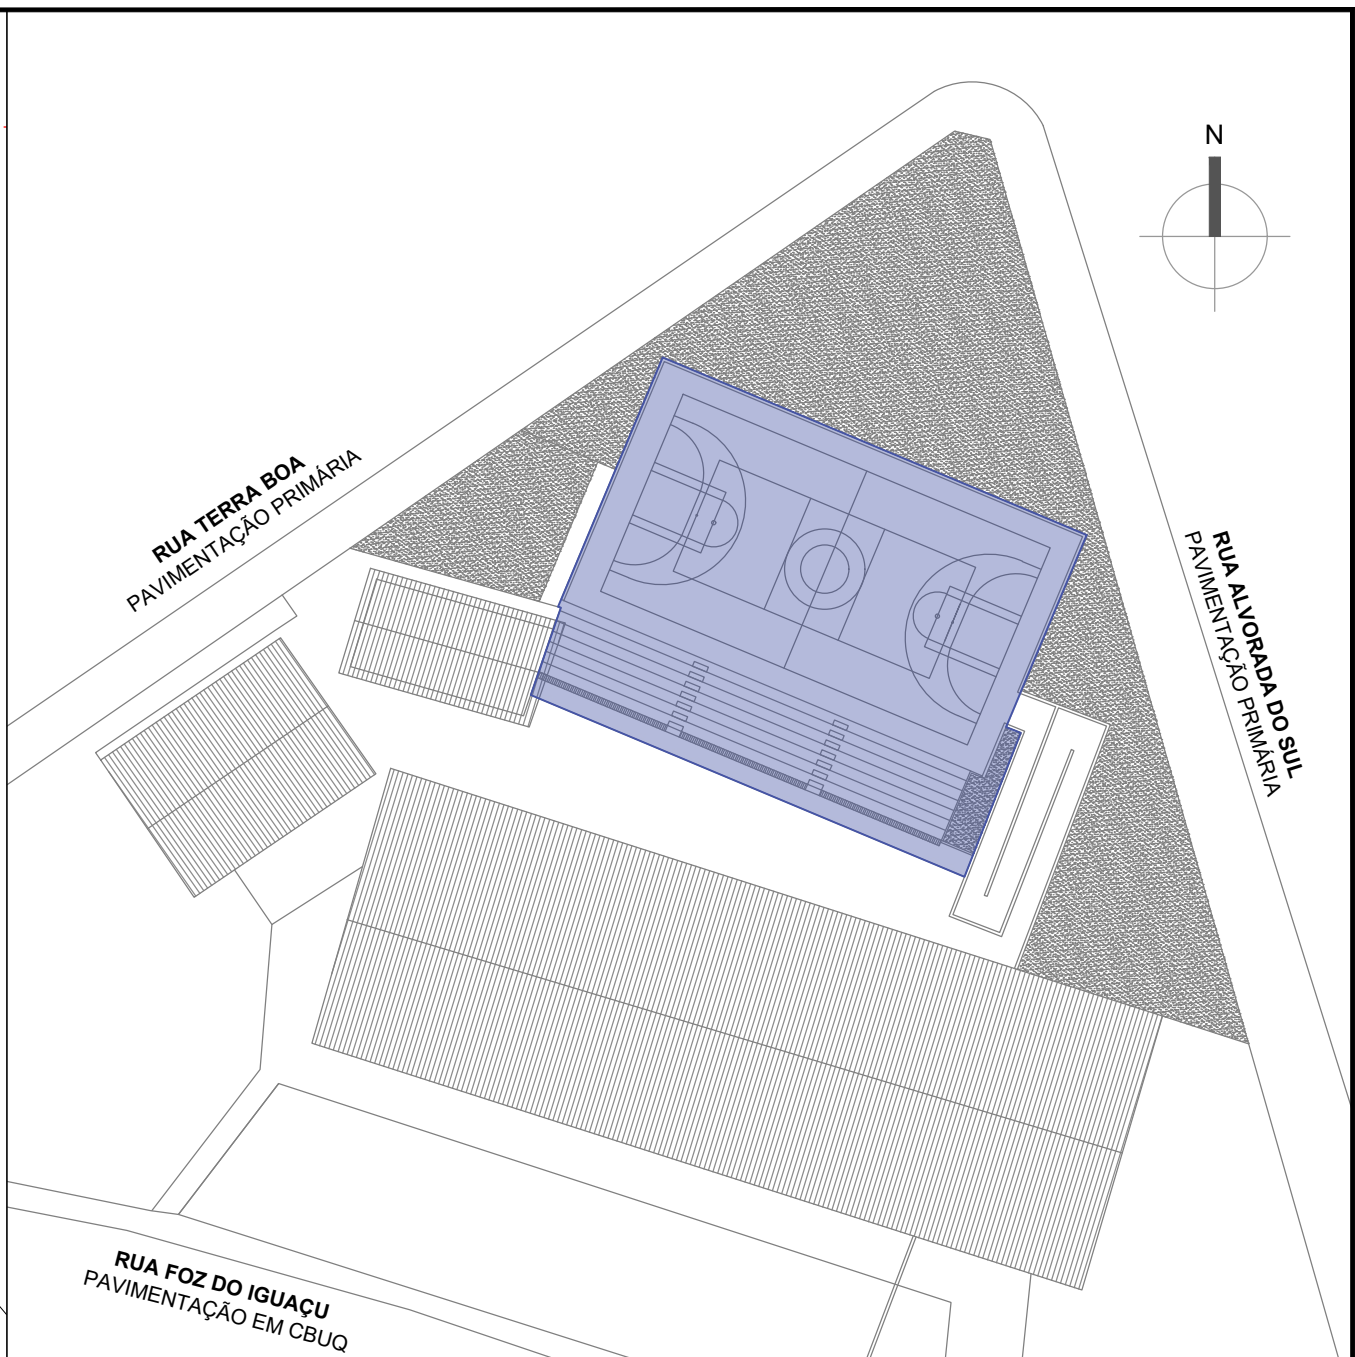 N
RUA TERRA BOA
PAVIMENTAÇÃO PRIMÁRIA
RUA ALVORADA DO SUL
PAVIMENTAÇÃO PRIMÁRIA
RUA FOZ DO IGUAÇU
PAVIMENTAÇÃO EM CBUQ